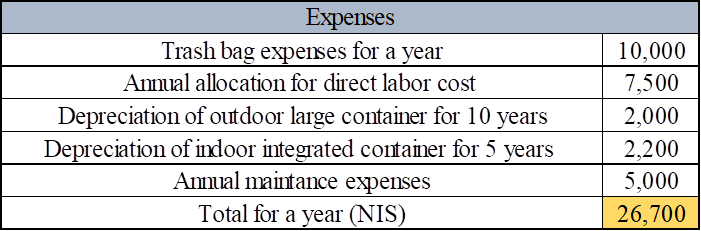 Expenses
Trash bag expenses for a year 10,000
Annual allocation for direct labor cost 7,500
Depreciation of outdoor large container for 10 years 2,000
Depreciation of indoor integrated container for 5 years 2,200
Annual maintance expenses 5,000
Total for a year (NIS) 26,700